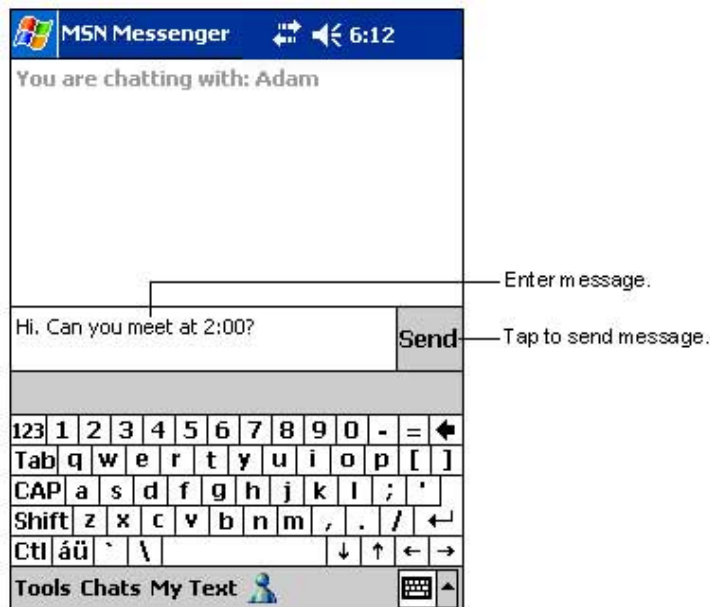 MSN Messenger 6:12
You are chatting with: Adam
Enter message.
Hi. Can you meet at 2:00?
Send
Tap to send message.
123 1 2 3 4 5 6 7 8 9 0 - =
Tab q w e r t y u i o p [ ]
CAP a s d f g h j k l ; '
Shift z x c v b n m , . /
Ctl áü ` \
Tools Chats My Text